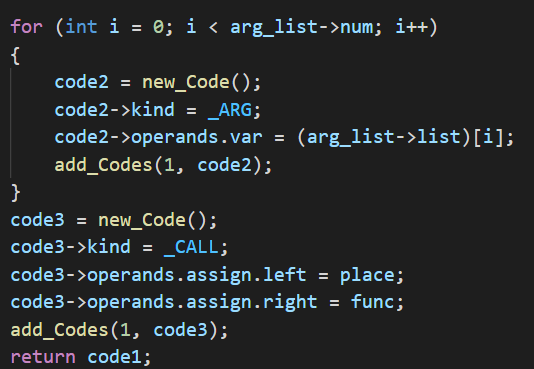 for (int i = 0; i < arg_list->num; i++)
{
    code2 = new_Code();
    code2->kind = _ARG;
    code2->operands.var = (arg_list->list)[i];
    add_Codes(1, code2);
}
code3 = new_Code();
code3->kind = _CALL;
code3->operands.assign.left = place;
code3->operands.assign.right = func;
add_Codes(1, code3);
return code1;